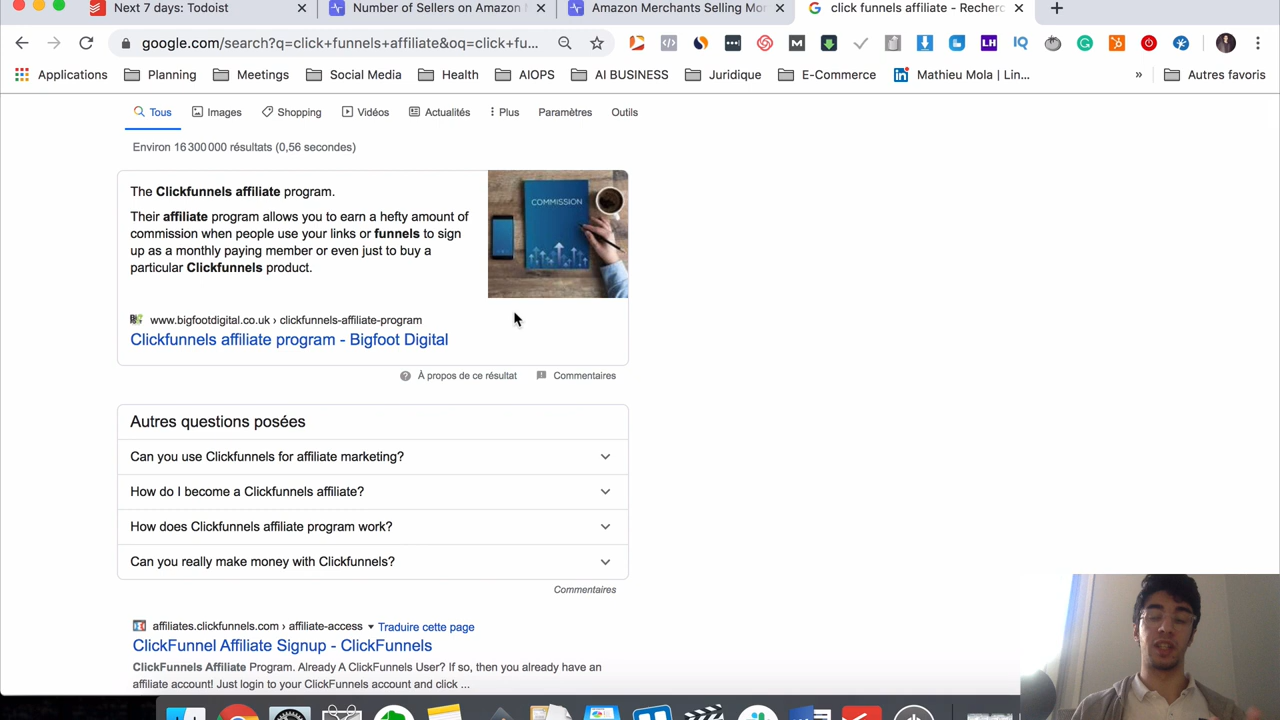 Next 7 days: Todoist
Number of Sellers on Amazon
Amazon Merchants Selling Mo
click funnels affiliate - Recherc
google.com/search?q=click+funnels+affiliate&oq=click+fu...
Applications
Planning
Meetings
Social Media
Health
AIOPS
AI BUSINESS
Juridique
E-Commerce
Mathieu Mola | Lin...
»
Autres favoris
Tous
Images
Shopping
Vidéos
Actualités
Plus
Paramètres
Outils
Environ 16 300 000 résultats (0,56 secondes)
The Clickfunnels affiliate program.
Their affiliate program allows you to earn a hefty amount of
commission when people use your links or funnels to sign
up as a monthly paying member or even just to buy a
particular Clickfunnels product.
COMMISSION
www.bigfootdigital.co.uk › clickfunnels-affiliate-program
Clickfunnels affiliate program - Bigfoot Digital
À propos de ce résultat
Commentaires
Autres questions posées
Can you use Clickfunnels for affiliate marketing?
How do I become a Clickfunnels affiliate?
How does Clickfunnels affiliate program work?
Can you really make money with Clickfunnels?
Commentaires
affiliates.clickfunnels.com › affiliate-access
Traduire cette page
ClickFunnel Affiliate Signup - ClickFunnels
ClickFunnels Affiliate Program. Already A ClickFunnels User? If so, then you already have an
affiliate account! Just login to your ClickFunnels account and click ...